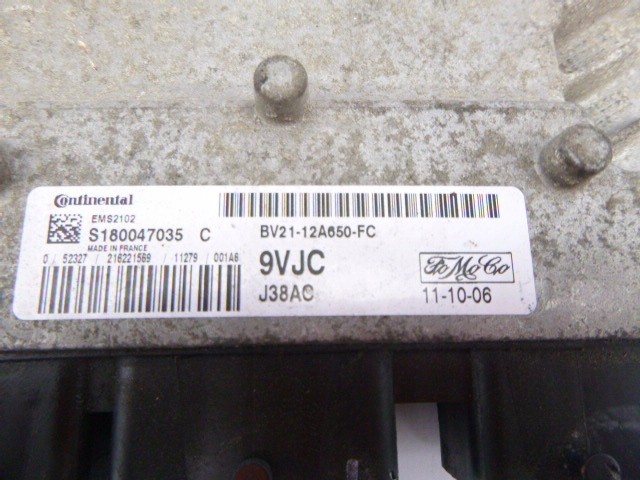 Continental
EMS2102
S180047035 C
MADE IN FRANCE
0 / 52327 / 216221569 / 11279 / 001A6
BV21-12A650-FC
9VJC
J38AC
FoMoCo
11-10-06